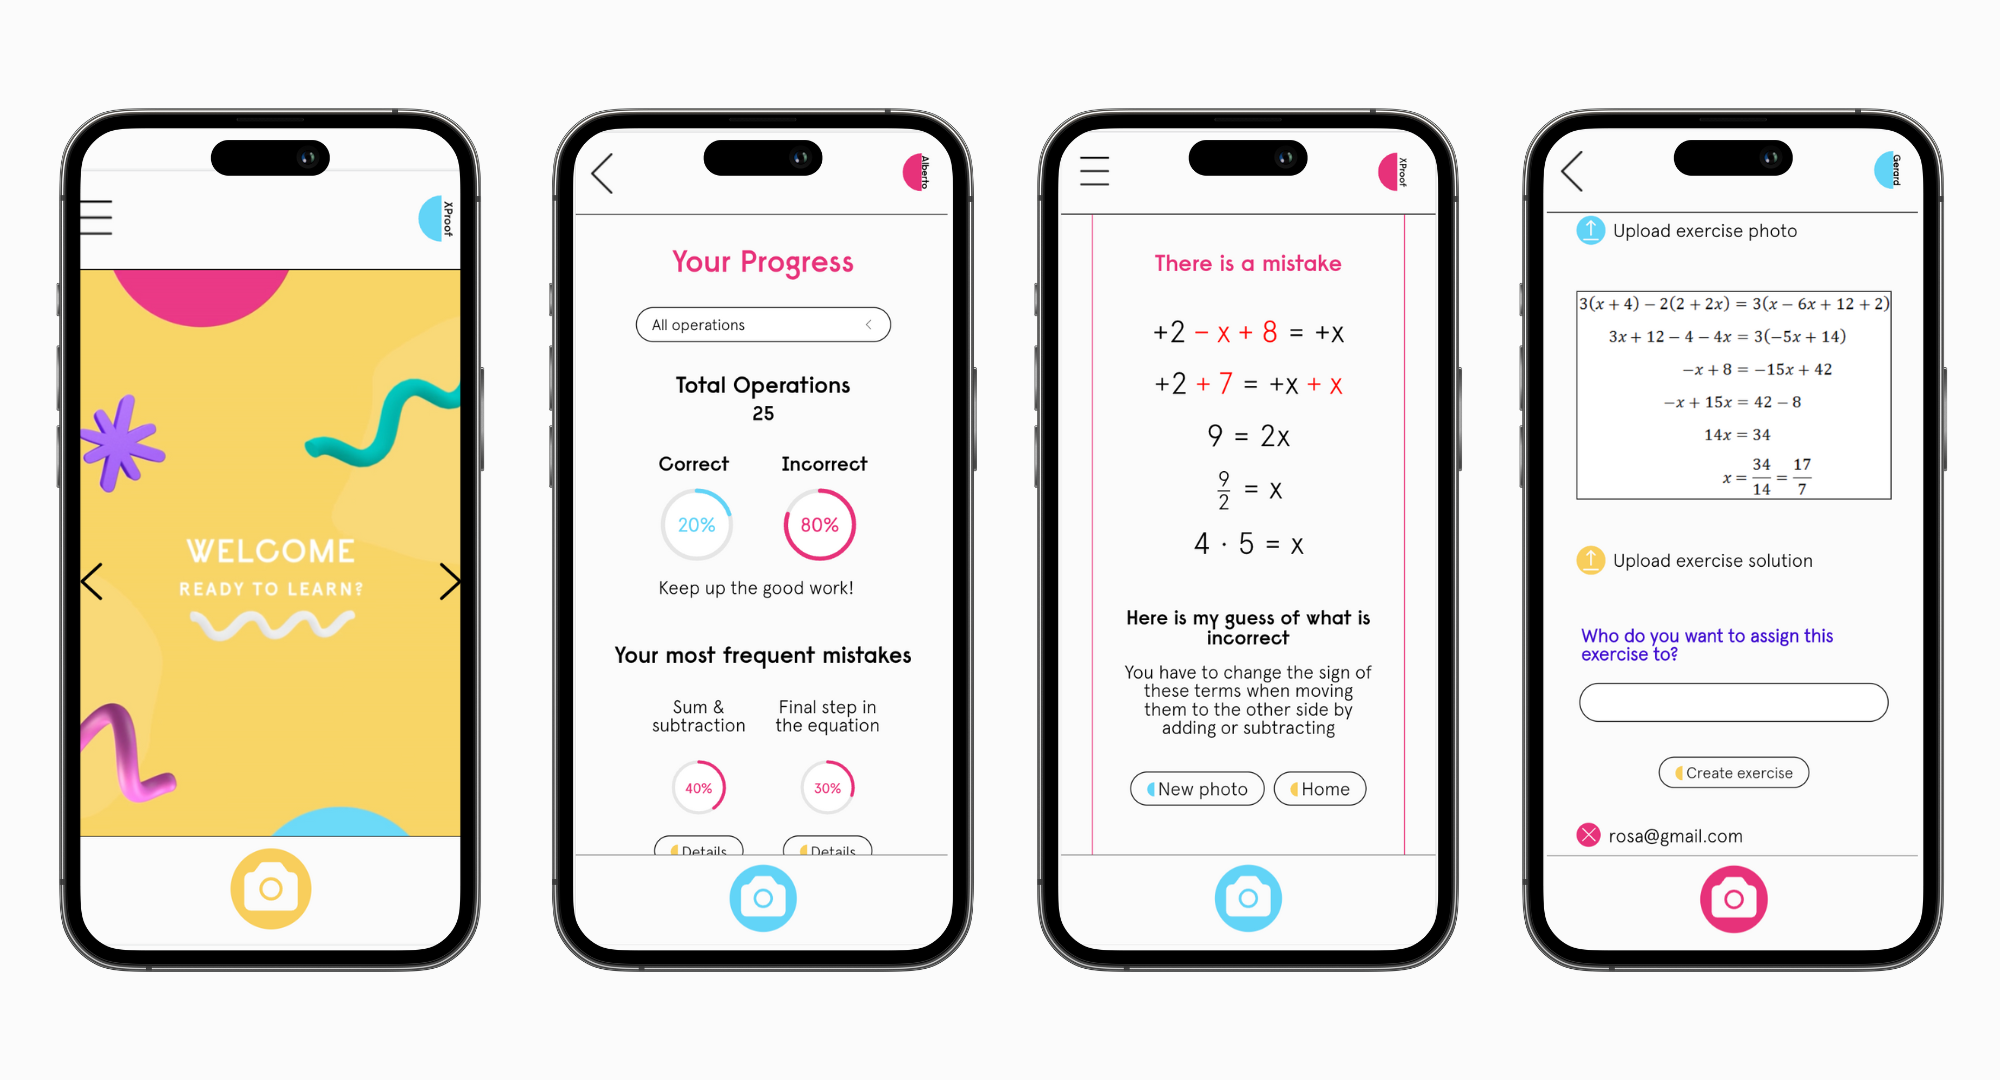 XProof
WELCOME
READY TO LEARN?
Alberto
Your Progress
All operations
Total Operations
25
Correct Incorrect
20% 80%
Keep up the good work!
Your most frequent mistakes
Sum & Final step in
subtraction the equation
40% 30%
Details Details
XProof
There is a mistake
+2 − x + 8 = +x
+2 + 7 = +x + x
9 = 2x
9/2 = x
4 · 5 = x
Here is my guess of what is
incorrect
You have to change the sign of
these terms when moving
them to the other side by
adding or subtracting
New photo Home
Gerard
Upload exercise photo
3(x + 4) − 2(2 + 2x) = 3(x − 6x + 12 + 2)
3x + 12 − 4 − 4x = 3(−5x + 14)
−x + 8 = −15x + 42
−x + 15x = 42 − 8
14x = 34
x = 34/14 = 17/7
Upload exercise solution
Who do you want to assign this
exercise to?
Create exercise
rosa@gmail.com